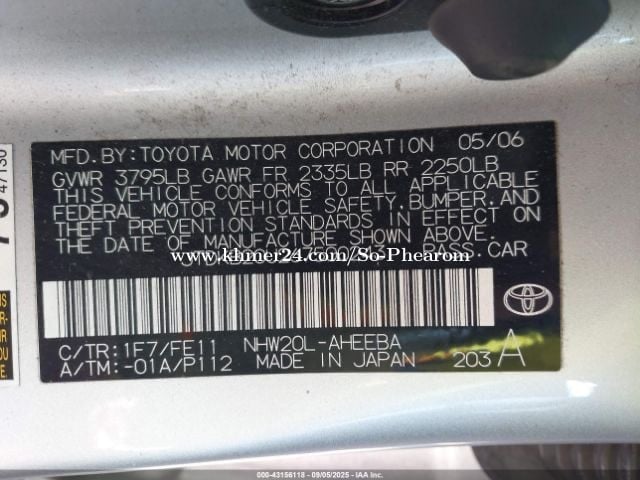 MFD.BY:TOYOTA MOTOR CORPORATION 05/06
GVWR 3795LB GAWR FR 2335LB RR 2250LB
THIS VEHICLE CONFORMS TO ALL APPLICABLE
FEDERAL MOTOR VEHICLE SAFETY,BUMPER,AND
THEFT PREVENTION STANDARDS IN EFFECT ON
THE DATE OF MANUFACTURE SHOWN ABOVE.
PASS.CAR
www.khmer24.com/So-Phearom
C/TR:1F7/FE11 NHW20L-AHEEBA
A/TM:-01A/P112 MADE IN JAPAN 203 A
000-43156118 - 09/05/2025 - IAA Inc.